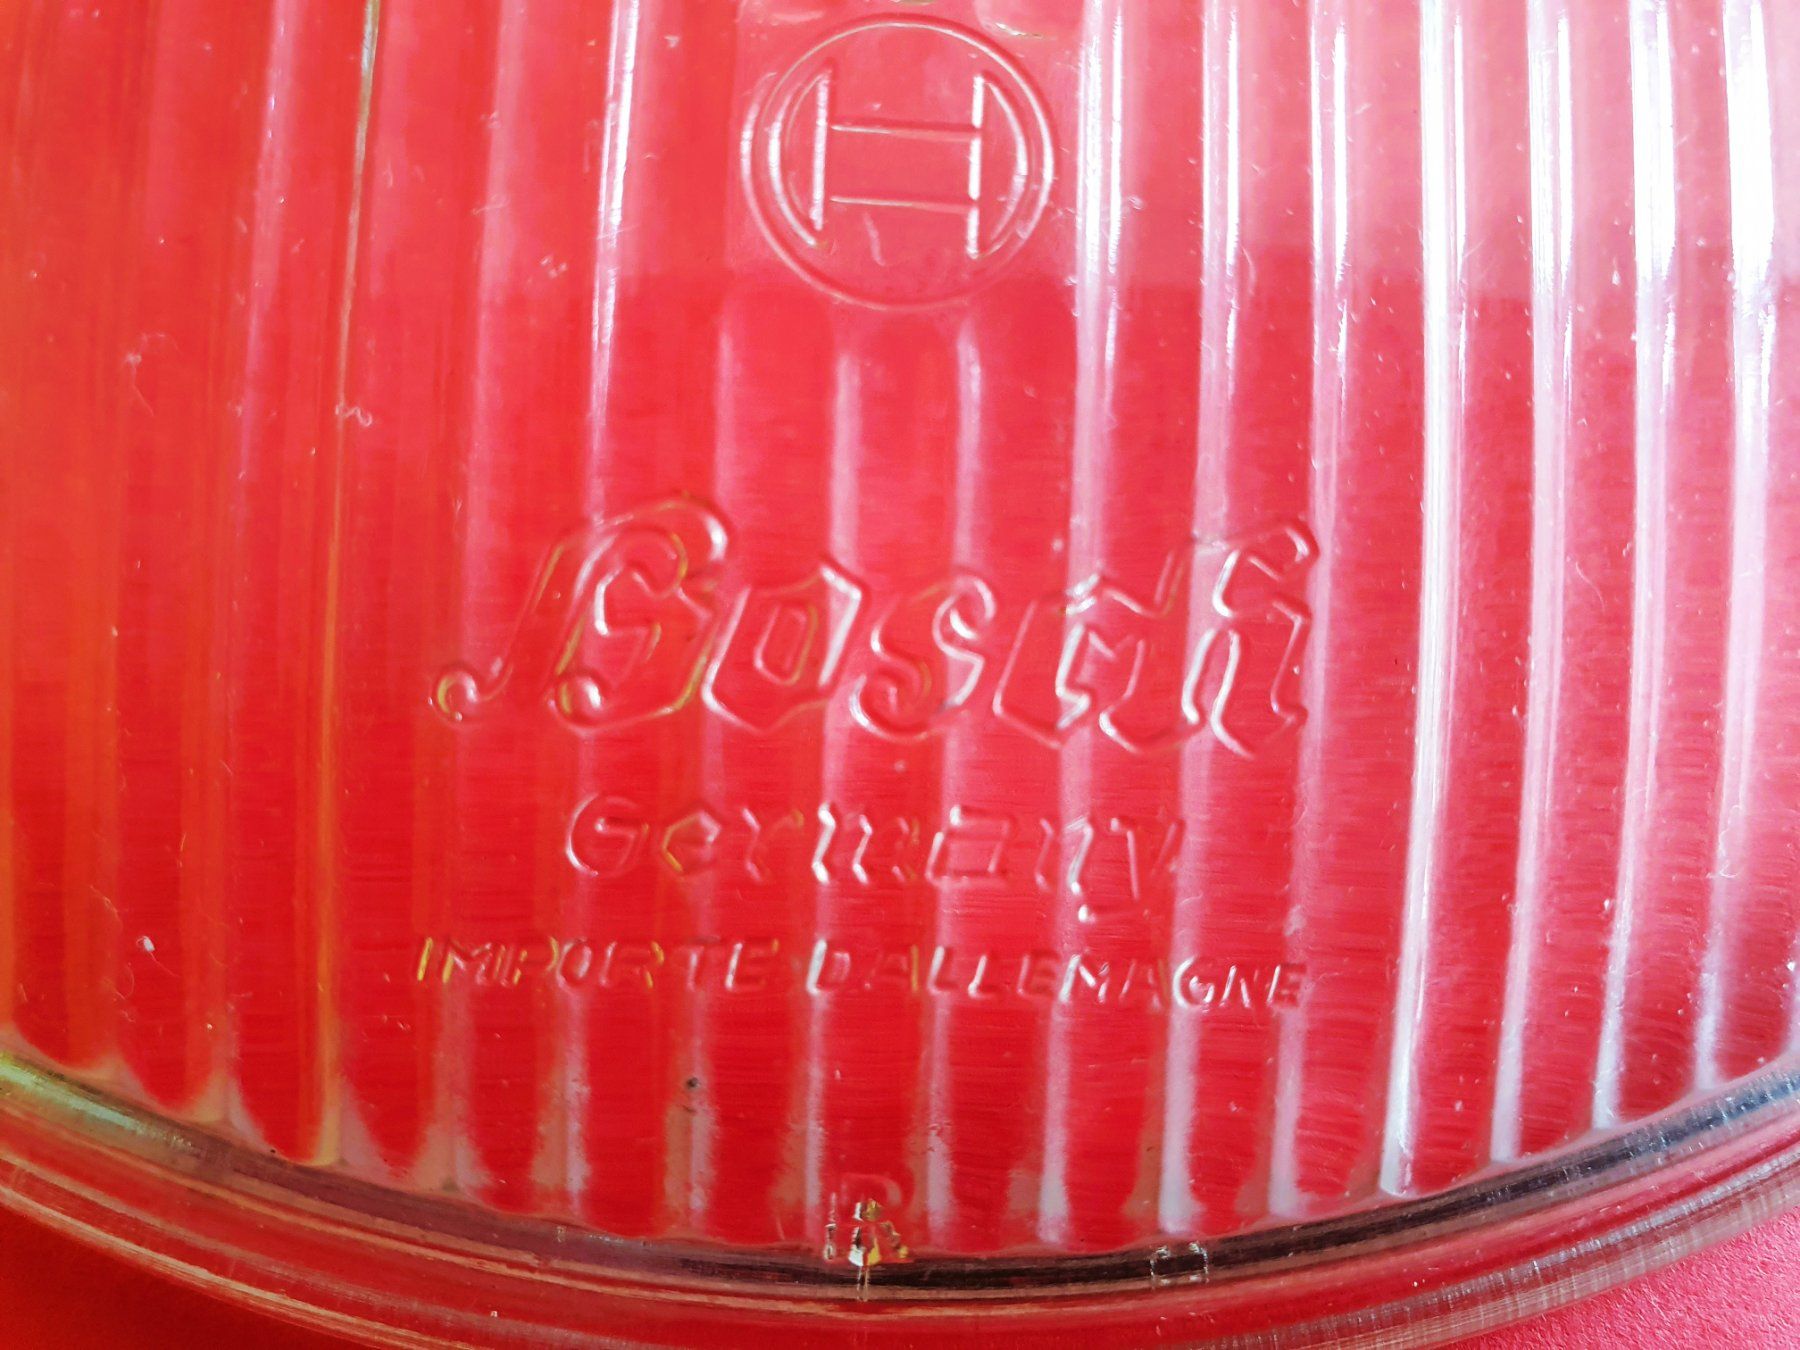 Bosch
Germany
IMPORTE D'ALLEMAGNE